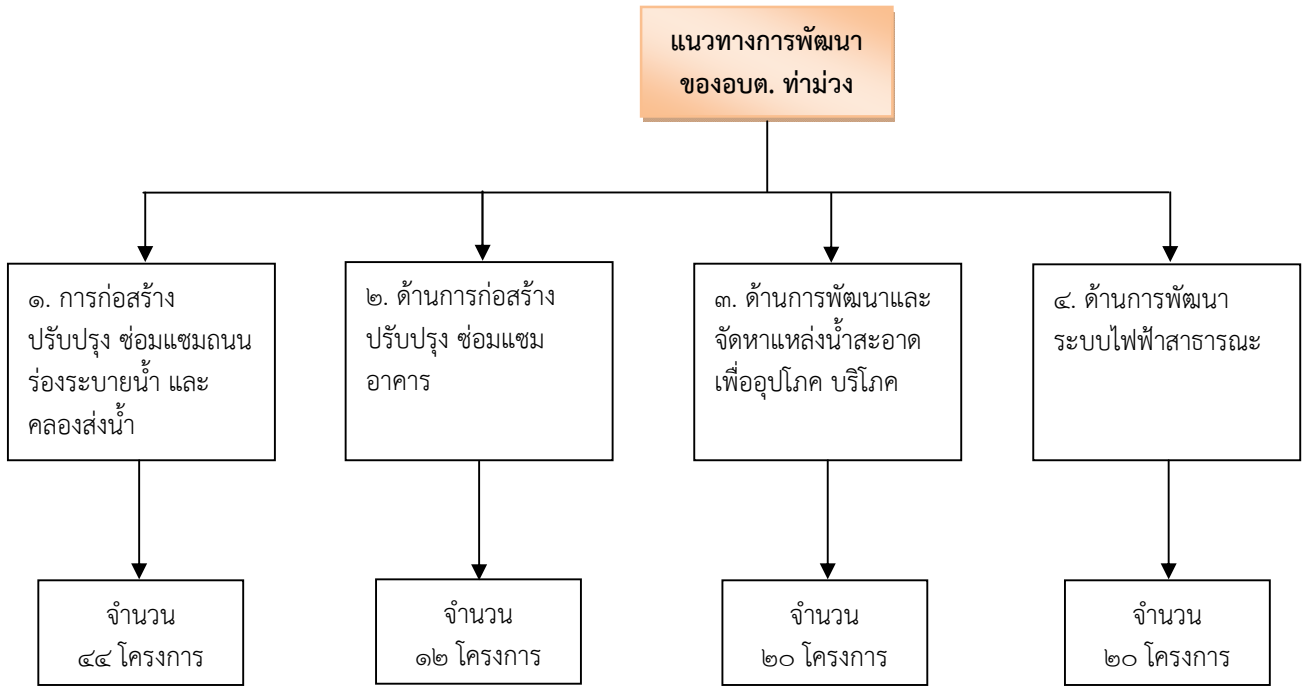 แนวทางการพัฒนา
ของอบต. ท่าม่วง
๑. การก่อสร้าง
ปรับปรุง ซ่อมแซมถนน
ร่องระบายน้ำ และ
คลองส่งน้ำ
๒. ด้านการก่อสร้าง
ปรับปรุง ซ่อมแซม
อาคาร
๓. ด้านการพัฒนาและ
จัดหาแหล่งน้ำสะอาด
เพื่ออุปโภค บริโภค
๔. ด้านการพัฒนา
ระบบไฟฟ้าสาธารณะ
จำนวน
๔๔ โครงการ
จำนวน
๑๒ โครงการ
จำนวน
๒๐ โครงการ
จำนวน
๒๐ โครงการ